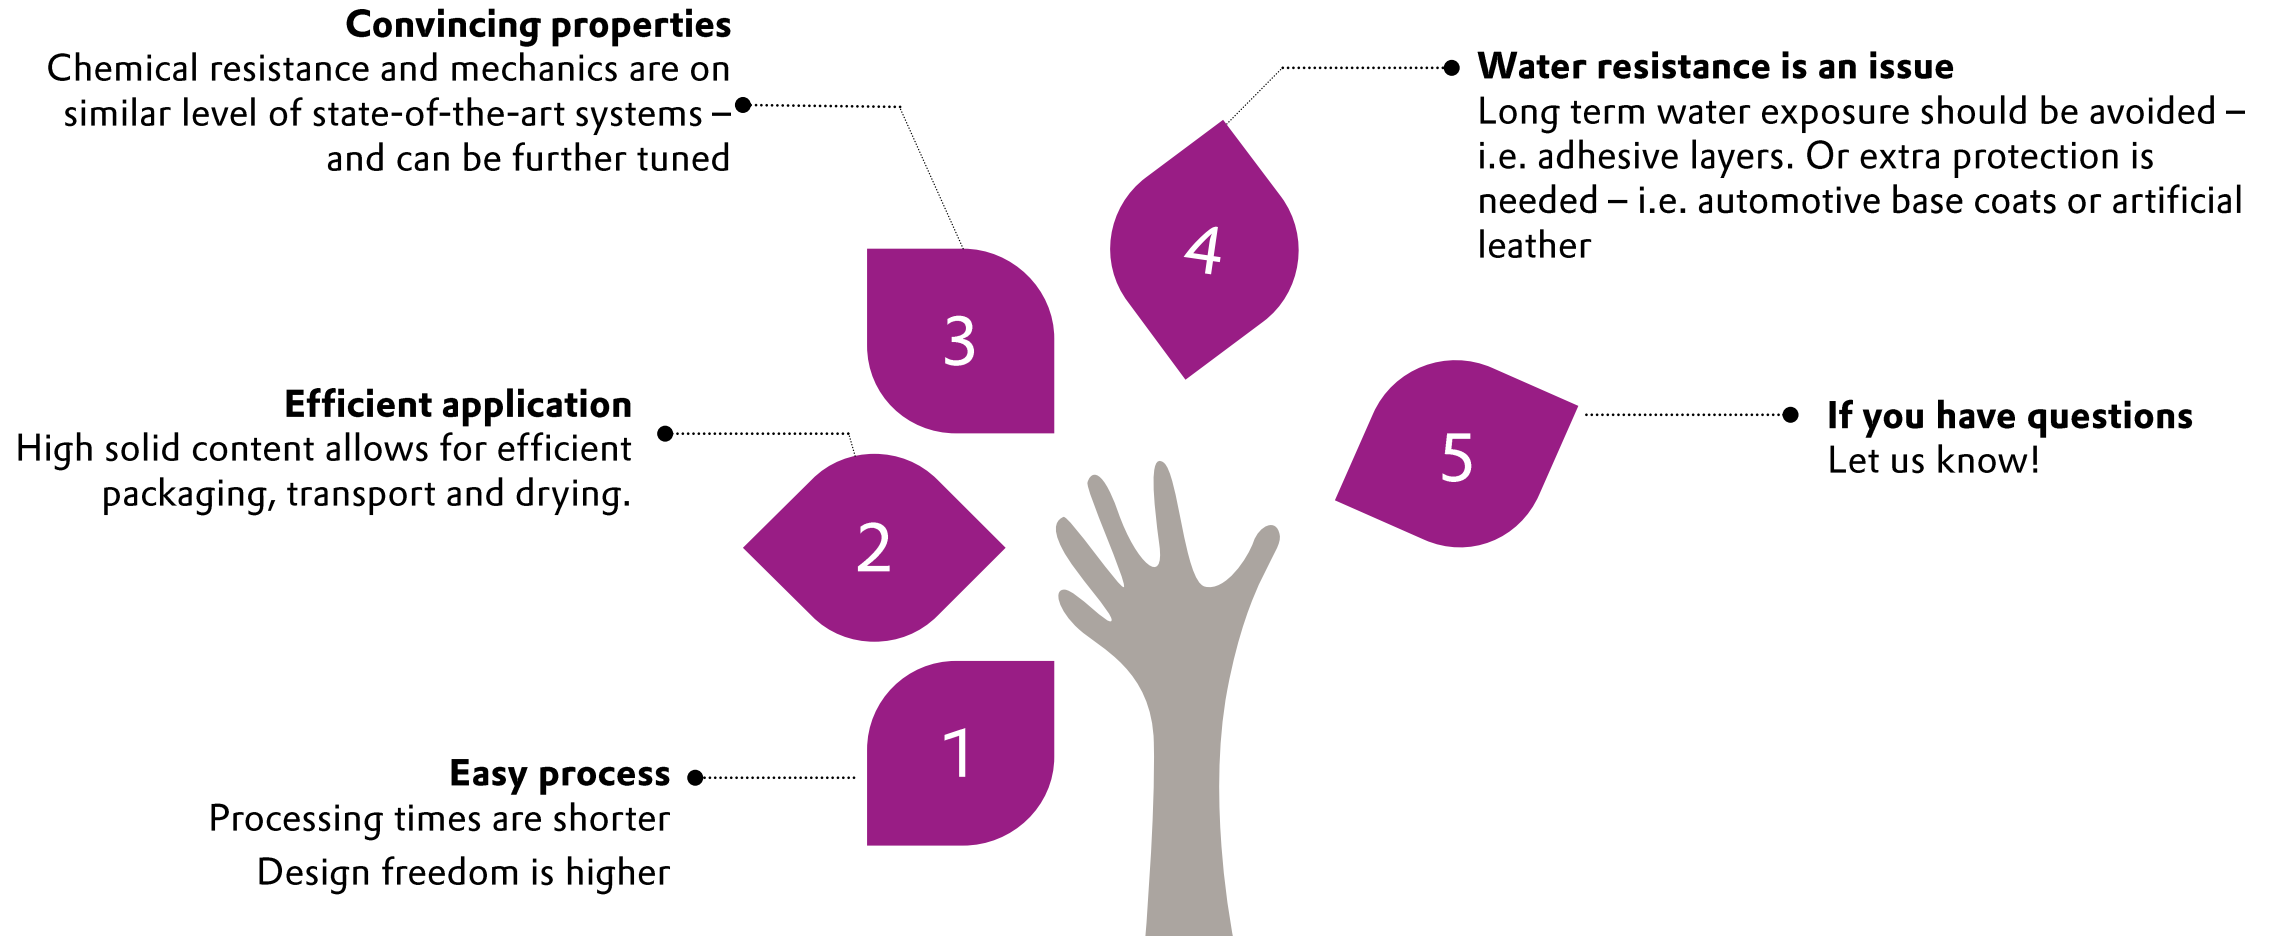 Convincing properties
Chemical resistance and mechanics are on
similar level of state-of-the-art systems –
and can be further tuned
3
4
Water resistance is an issue
Long term water exposure should be avoided –
i.e. adhesive layers. Or extra protection is
needed – i.e. automotive base coats or artificial
leather
Efficient application
High solid content allows for efficient
packaging, transport and drying.
2
5
If you have questions
Let us know!
Easy process
Processing times are shorter
Design freedom is higher
1